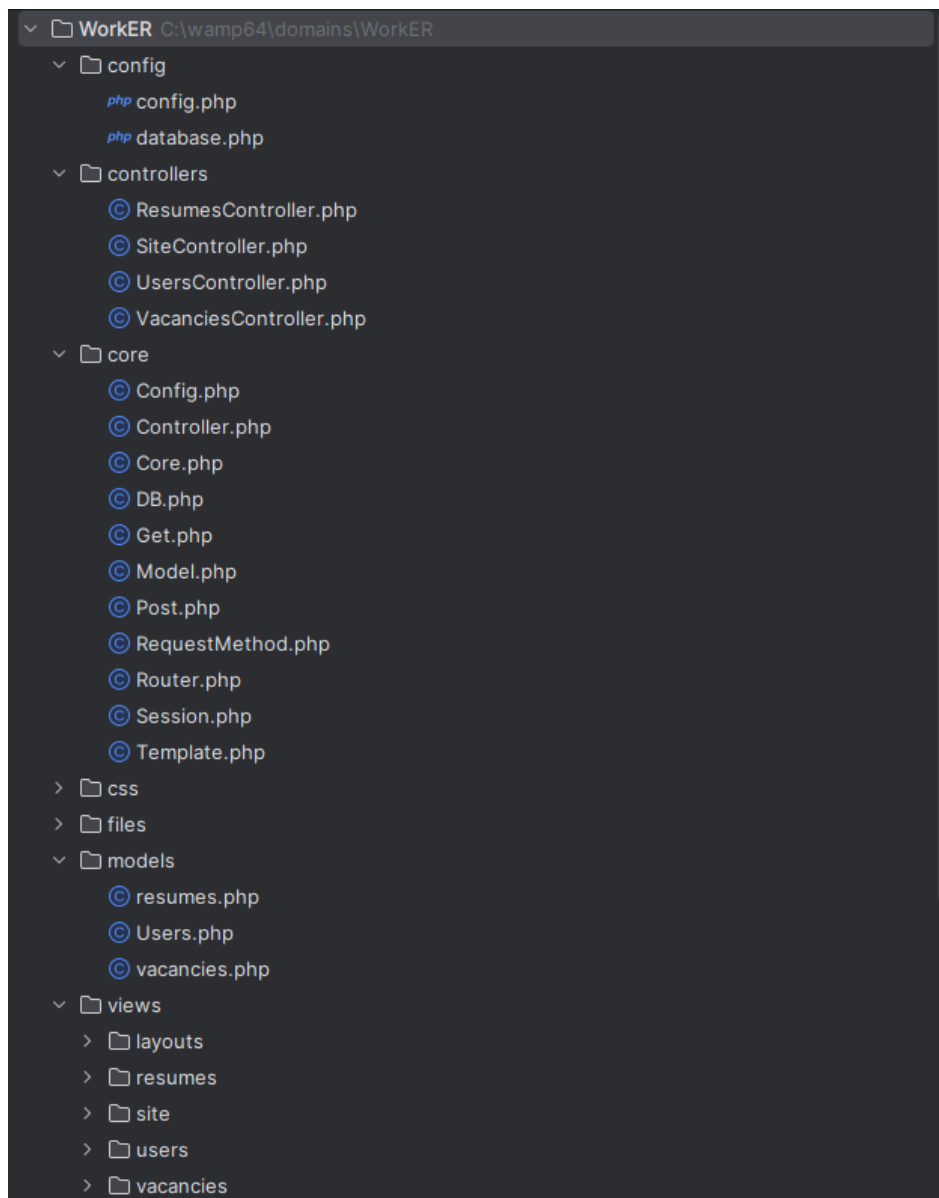 WorkER C:\wamp64\domains\WorkER
config
php config.php
php database.php
controllers
© ResumesController.php
© SiteController.php
© UsersController.php
© VacanciesController.php
core
© Config.php
© Controller.php
© Core.php
© DB.php
© Get.php
© Model.php
© Post.php
© RequestMethod.php
© Router.php
© Session.php
© Template.php
css
files
models
© resumes.php
© Users.php
© vacancies.php
views
layouts
resumes
site
users
vacancies